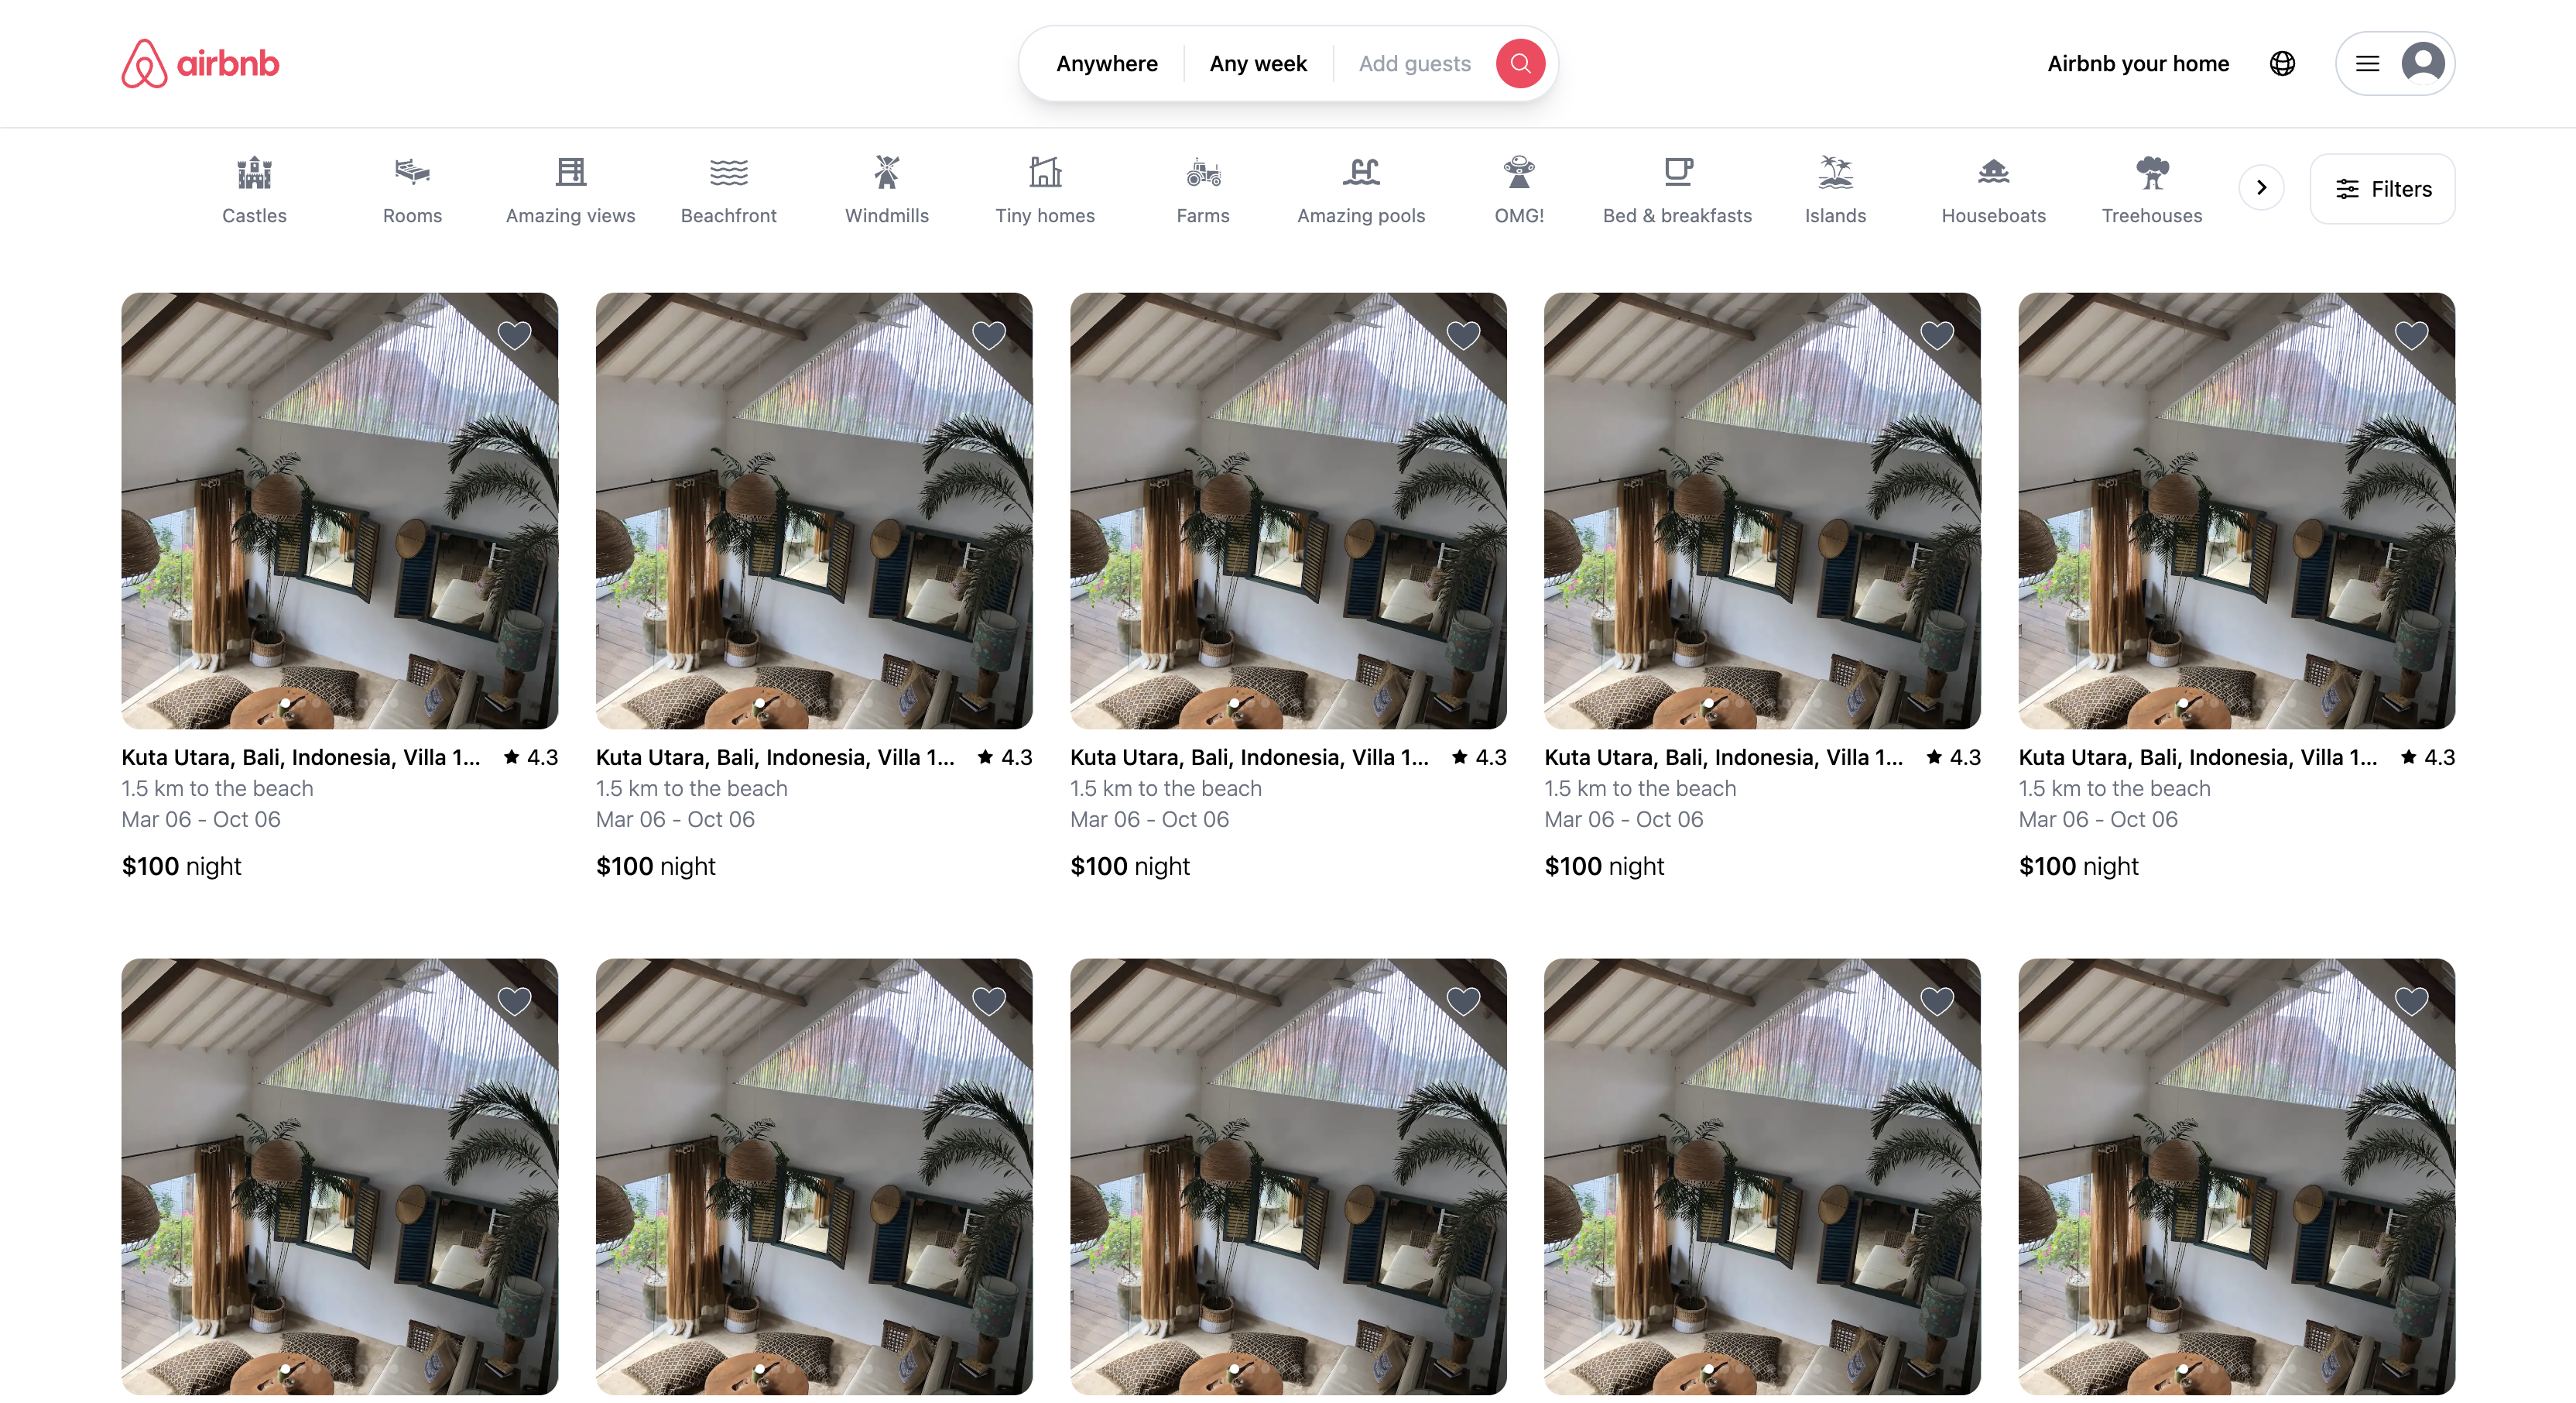 airbnb
Anywhere Any week Add guests
Airbnb your home
Castles Rooms Amazing views Beachfront Windmills Tiny homes Farms Amazing pools OMG! Bed & breakfasts Islands Houseboats Treehouses
Filters
Kuta Utara, Bali, Indonesia, Villa 1... 4.3
1.5 km to the beach
Mar 06 - Oct 06
$100 night
Kuta Utara, Bali, Indonesia, Villa 1... 4.3
1.5 km to the beach
Mar 06 - Oct 06
$100 night
Kuta Utara, Bali, Indonesia, Villa 1... 4.3
1.5 km to the beach
Mar 06 - Oct 06
$100 night
Kuta Utara, Bali, Indonesia, Villa 1... 4.3
1.5 km to the beach
Mar 06 - Oct 06
$100 night
Kuta Utara, Bali, Indonesia, Villa 1... 4.3
1.5 km to the beach
Mar 06 - Oct 06
$100 night